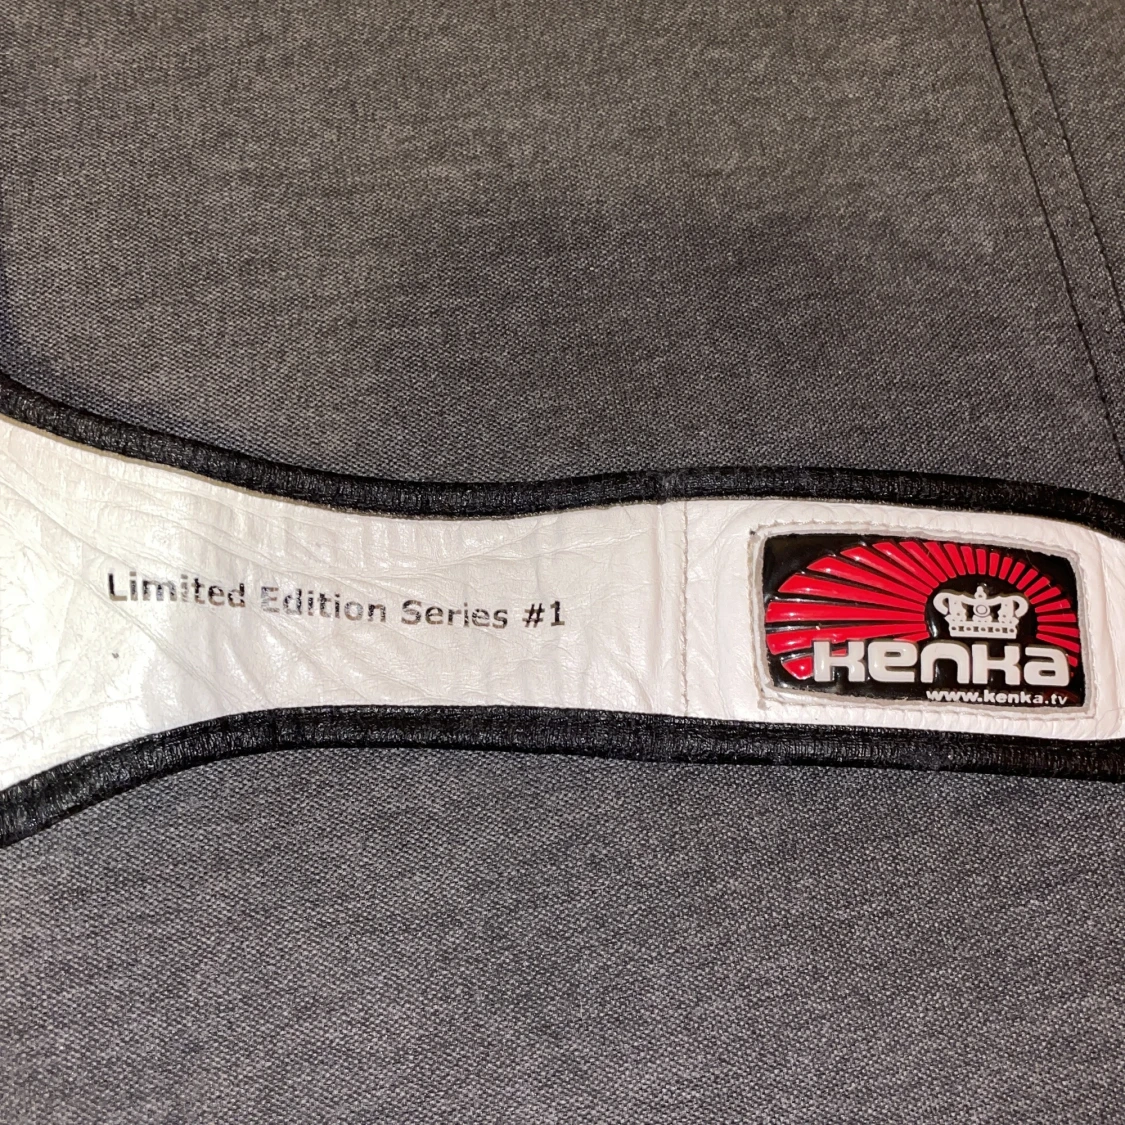 Limited Edition Series #1
kenka
www.kenka.tv